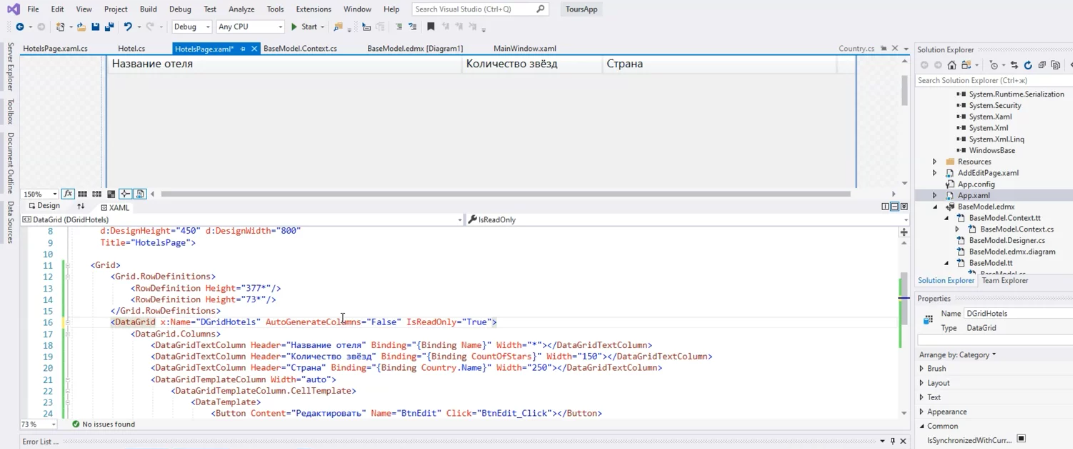 File Edit View Git Project Build Debug Test Analyze Tools Extensions Window Help Search Visual Studio (Ctrl+Q) ToursApp
Debug Any CPU Start
HotelsPage.xaml.cs Hotel.cs HotelsPage.xaml* BaseModel.Context.cs BaseModel.edmx [Diagram1] MainWindow.xaml.cs Country.cs
Server Explorer
Toolbox
Document Outline
Data Sources
Название отеля Количество звёзд Страна
150%
Design XAML
DataGrid (DGridHotels) IsReadOnly
8 d:DesignHeight="450" d:DesignWidth="800"
9 Title="HotelsPage">
10
11 <Grid>
12 <Grid.RowDefinitions>
13 <RowDefinition Height="377*"/>
14 <RowDefinition Height="73*"/>
15 </Grid.RowDefinitions>
16 <DataGrid x:Name="DGridHotels" AutoGenerateColumns="False" IsReadOnly="True">
17 <DataGrid.Columns>
18 <DataGridTextColumn Header="Название отеля" Binding="{Binding Name}" Width="*"></DataGridTextColumn>
19 <DataGridTextColumn Header="Количество звёзд" Binding="{Binding CountOfStars}" Width="150"></DataGridTextColumn>
20 <DataGridTextColumn Header="Страна" Binding="{Binding Country.Name}" Width="250"></DataGridTextColumn>
21 <DataGridTemplateColumn Width="auto">
22 <DataGridTemplateColumn.CellTemplate>
23 <DataTemplate>
24 <Button Content="Редактировать" Name="BtnEdit" Click="BtnEdit_Click"></Button>
73 % No issues found
Error List ...
Solution Explorer
Search Solution Explorer (Ctrl+ж)
System.Runtime.Serialization
System.Security
System.Xaml
System.Xml
System.Xml.Linq
WindowsBase
Resources
AddEditPage.xaml
App.config
App.xaml
BaseModel.edmx
BaseModel.Context.tt
BaseModel.Context.cs
BaseModel.Designer.cs
BaseModel.edmx.diagram
BaseModel.tt
Solution Explorer Team Explorer
Properties
Name DGridHotels
Type DataGrid
Arrange by: Category
Brush
Layout
Text
Appearance
Common
IsSynchronizedWithCurr...